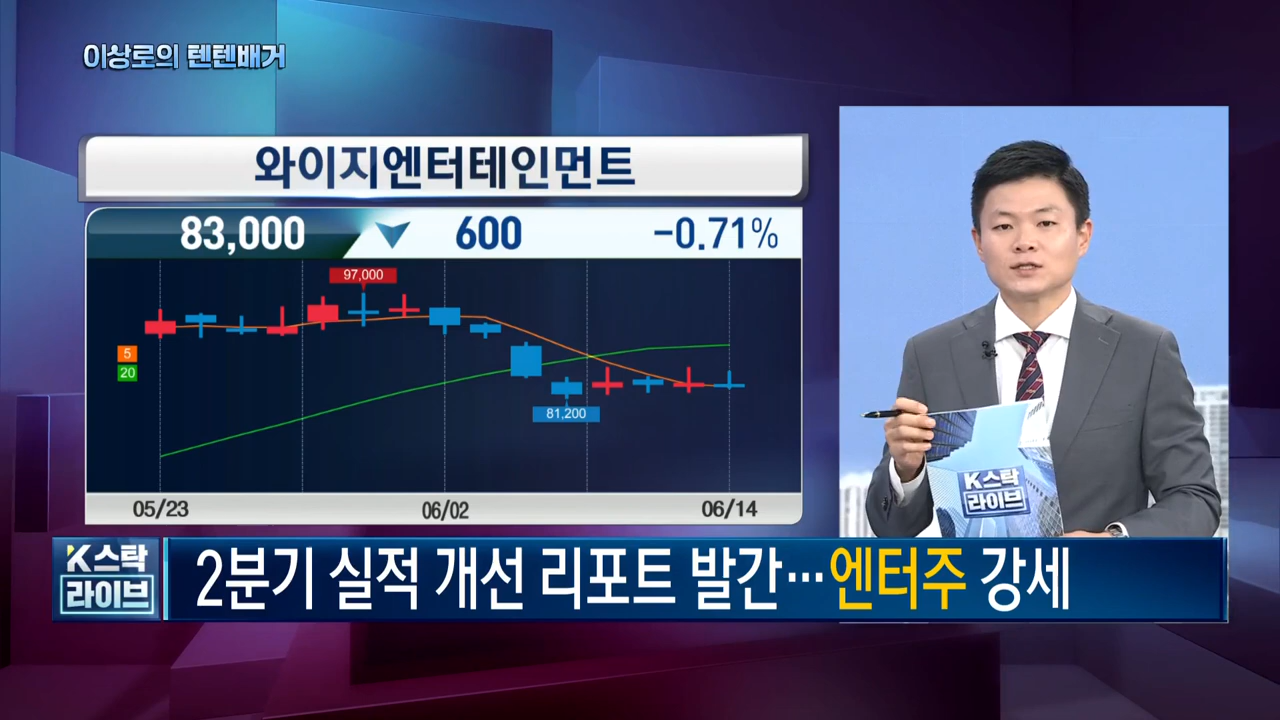 이상로의 텐텐배거
와이지엔터테인먼트
83,000 600 -0.71%
97,000
5
20
81,200
05/23 06/02 06/14
K스탁
라이브
K스탁
라이브
2분기 실적 개선 리포트 발간…엔터주 강세